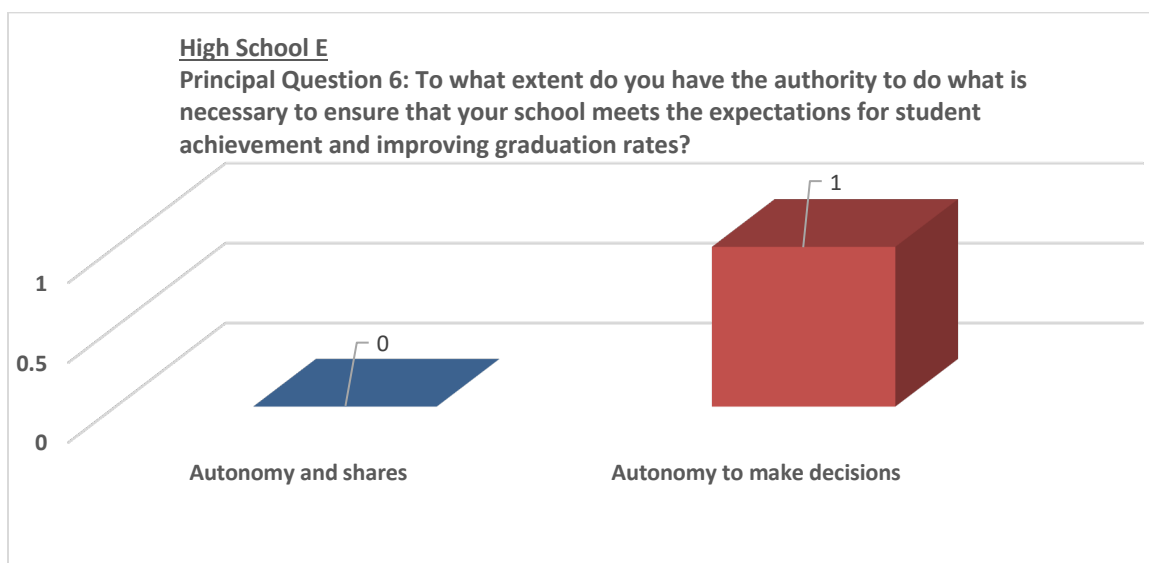 High School E
Principal Question 6: To what extent do you have the authority to do what is
necessary to ensure that your school meets the expectations for student
achievement and improving graduation rates?
1
0
1
0.5
0
Autonomy and shares
Autonomy to make decisions